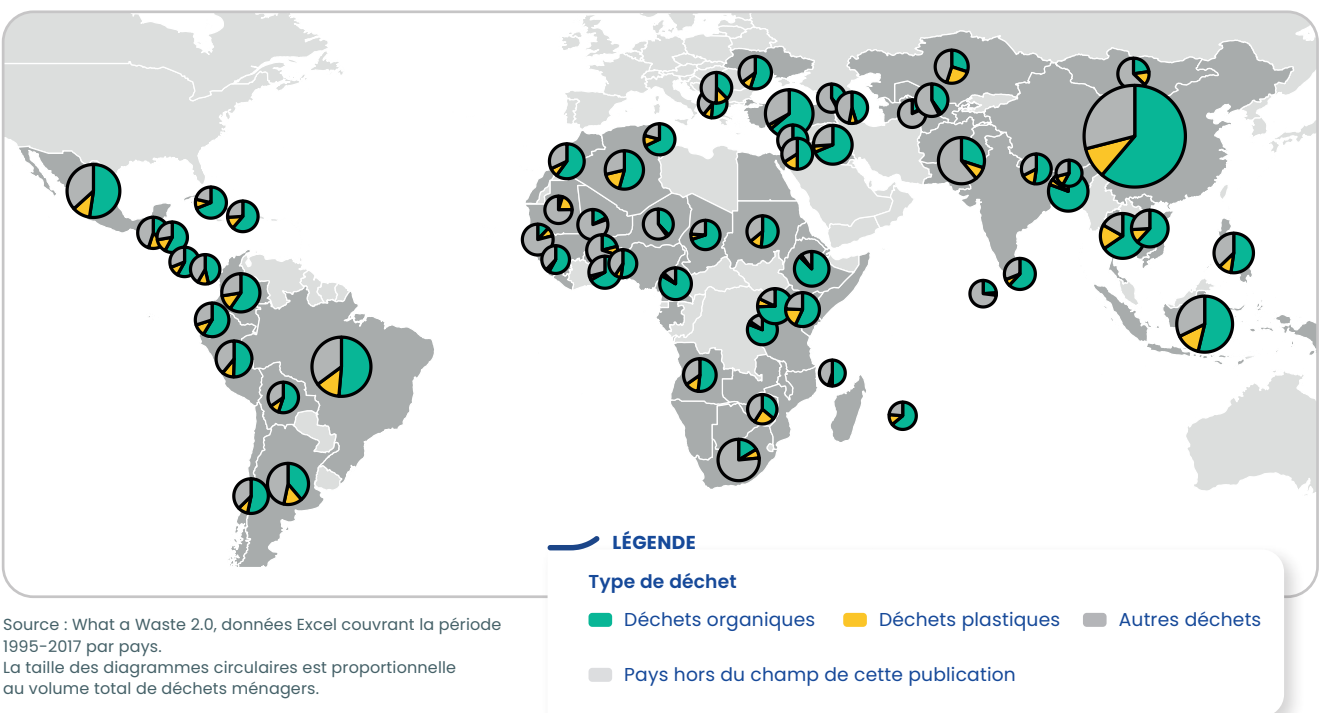 LÉGENDE
Type de déchet
Déchets organiques
Déchets plastiques
Autres déchets
Pays hors du champ de cette publication
Source : What a Waste 2.0, données Excel couvrant la période
1995-2017 par pays.
La taille des diagrammes circulaires est proportionnelle
au volume total de déchets ménagers.